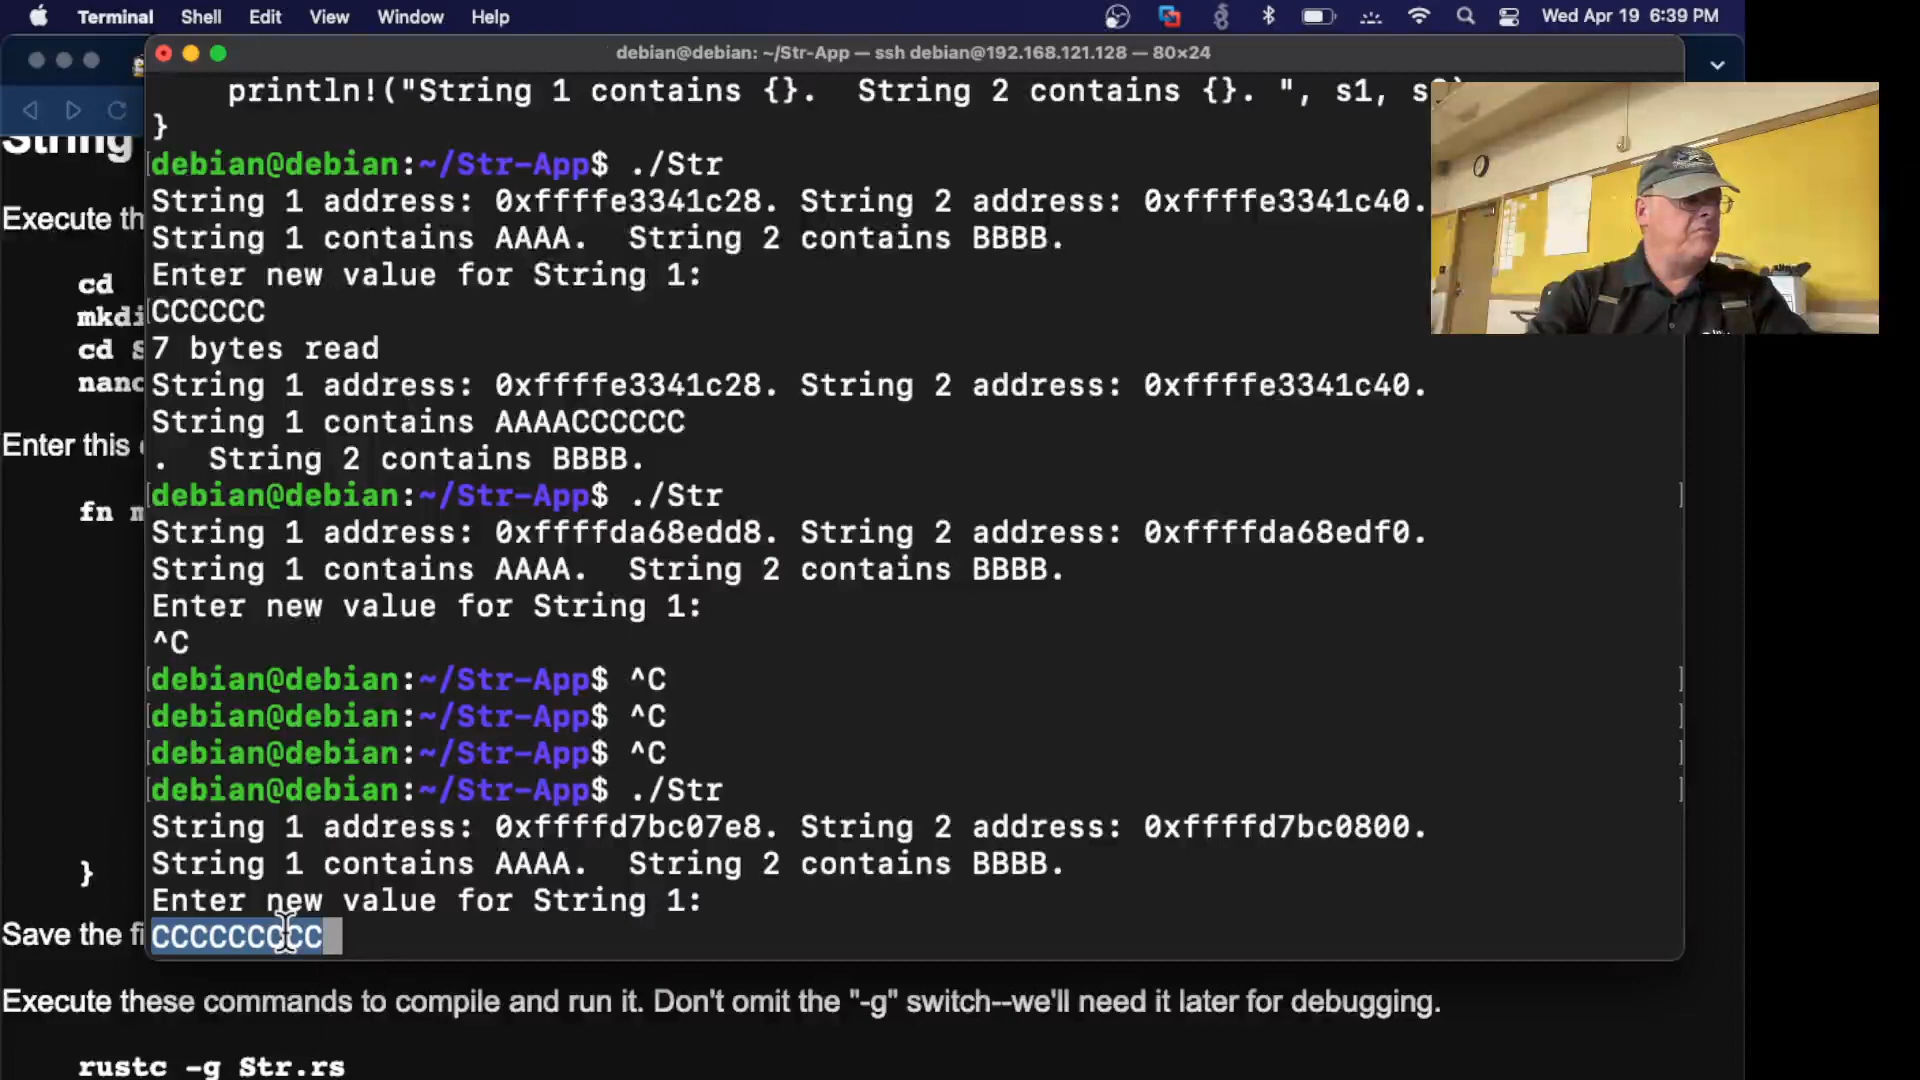 Terminal Shell Edit View Window Help Wed Apr 19 6:39 PM
debian@debian: ~/Str-App — ssh debian@192.168.121.128 — 80×24
println!("String 1 contains {}.  String 2 contains {}. ", s1, s
}
String
debian@debian:~/Str-App$ ./Str
String 1 address: 0xffffe3341c28. String 2 address: 0xffffe3341c40.
Execute th
String 1 contains AAAA.  String 2 contains BBBB.
Enter new value for String 1:
cd
CCCCCC
mkdi
7 bytes read
cd S
String 1 address: 0xffffe3341c28. String 2 address: 0xffffe3341c40.
nano
String 1 contains AAAACCCCCC
Enter this
.  String 2 contains BBBB.
debian@debian:~/Str-App$ ./Str
fn m
String 1 address: 0xffffda68edd8. String 2 address: 0xffffda68edf0.
String 1 contains AAAA.  String 2 contains BBBB.
Enter new value for String 1:
^C
debian@debian:~/Str-App$ ^C
debian@debian:~/Str-App$ ^C
debian@debian:~/Str-App$ ^C
debian@debian:~/Str-App$ ./Str
String 1 address: 0xffffd7bc07e8. String 2 address: 0xffffd7bc0800.
String 1 contains AAAA.  String 2 contains BBBB.
}
Enter new value for String 1:
CCCCCCCCC
Save the fi
Execute these commands to compile and run it. Don't omit the "-g" switch--we'll need it later for debugging.
rustc -g Str.rs